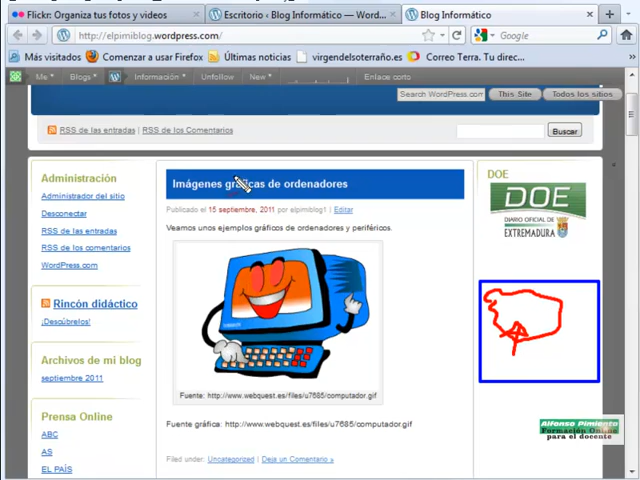 Flickr: Organiza tus fotos y videos
Escritorio ‹ Blog Informático — Word...
Blog Informático
http://elpimiblog.wordpress.com/
Google
Más visitados
Comenzar a usar Firefox
Últimas noticias
virgendelsoterraño.es
Correo Terra. Tu direc...
Me
Blogs
Información
Unfollow
New
Enlace corto
Search WordPress.com
This Site
Todos los sitios
RSS de las entradas | RSS de los Comentarios
Buscar
Administración
Administrador del sitio
Desconectar
RSS de las entradas
RSS de los comentarios
WordPress.com
Rincón didáctico
¡Descúbrelos!
Archivos de mi blog
septiembre 2011
Prensa Online
ABC
AS
EL PAÍS
Imágenes gráficas de ordenadores
Publicado el 15 septiembre, 2011 por elpimiblog1 | Editar
Veamos unos ejemplos gráficos de ordenadores y periféricos.
Fuente: http://www.webquest.es/files/u7685/computador.gif
Fuente gráfica: http://www.webquest.es/files/u7685/computador.gif
Filed under: Uncategorized | Deja un Comentario »
DOE
DOE
DIARIO OFICIAL DE
EXTREMADURA
Alfonso Pimienta
Formación Online
para el docente